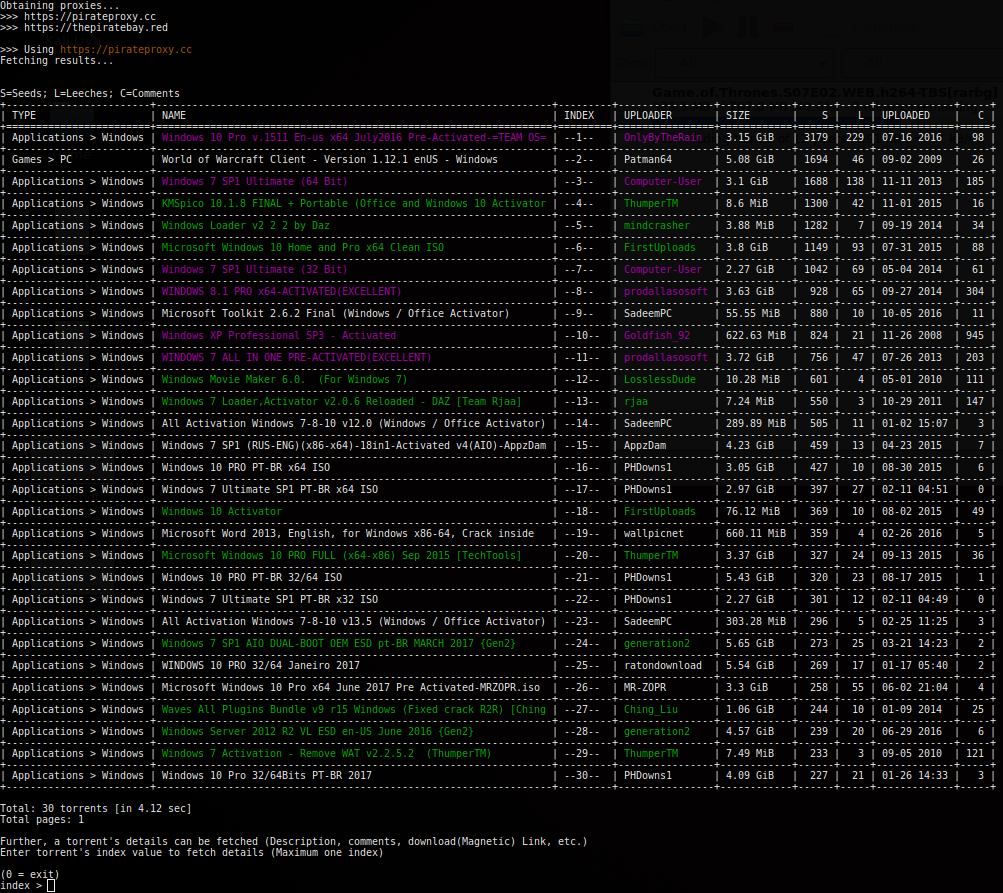 Obtaining proxies...
>>> https://pirateproxy.cc
>>> https://thepiratebay.red
>>> Using https://pirateproxy.cc
Fetching results...
Game.of.Thrones.S07E02.WEB.h264-TBS[rarbg]
S=Seeds; L=Leeches; C=Comments
| TYPE | NAME | INDEX | UPLOADER | SIZE | S | L | UPLOADED | C |
| Applications > Windows | Windows 10 Pro v.1511 En-us x64 July2016 Pre-Activated-=TEAM OS= | --1-- | OnlyByTheRain | 3.15 GiB | 3179 | 229 | 07-16 2016 | 98 |
| Games > PC | World of Warcraft Client - Version 1.12.1 enUS - Windows | --2-- | Patman64 | 5.08 GiB | 1694 | 46 | 09-02 2009 | 26 |
| Applications > Windows | Windows 7 SP1 Ultimate (64 Bit) | --3-- | Computer-User | 3.1 GiB | 1688 | 138 | 11-11 2013 | 185 |
| Applications > Windows | KMSpico 10.1.8 FINAL + Portable (Office and Windows 10 Activator | --4-- | ThumperTM | 8.6 MiB | 1300 | 42 | 11-01 2015 | 16 |
| Applications > Windows | Windows Loader v2 2 2 by Daz | --5-- | mindcrasher | 3.88 MiB | 1282 | 7 | 09-19 2014 | 34 |
| Applications > Windows | Microsoft Windows 10 Home and Pro x64 Clean ISO | --6-- | FirstUploads | 3.8 GiB | 1149 | 93 | 07-31 2015 | 88 |
| Applications > Windows | Windows 7 SP1 Ultimate (32 Bit) | --7-- | Computer-User | 2.27 GiB | 1042 | 69 | 05-04 2014 | 61 |
| Applications > Windows | WINDOWS 8.1 PRO x64-ACTIVATED(EXCELLENT) | --8-- | prodallasosoft | 3.63 GiB | 928 | 65 | 09-27 2014 | 304 |
| Applications > Windows | Microsoft Toolkit 2.6.2 Final (Windows / Office Activator) | --9-- | SadeemPC | 55.55 MiB | 880 | 10 | 10-05 2016 | 11 |
| Applications > Windows | Windows XP Professional SP3 - Activated | --10-- | Goldfish_92 | 622.63 MiB | 824 | 21 | 11-26 2008 | 945 |
| Applications > Windows | WINDOWS 7 ALL IN ONE PRE-ACTIVATED(EXCELLENT) | --11-- | prodallasosoft | 3.72 GiB | 756 | 47 | 07-26 2013 | 203 |
| Applications > Windows | Windows Movie Maker 6.0.  (For Windows 7) | --12-- | LosslessDude | 10.28 MiB | 601 | 4 | 05-01 2010 | 111 |
| Applications > Windows | Windows 7 Loader,Activator v2.0.6 Reloaded - DAZ [Team Rjaa] | --13-- | rjaa | 7.24 MiB | 550 | 3 | 10-29 2011 | 147 |
| Applications > Windows | All Activation Windows 7-8-10 v12.0 (Windows / Office Activator) | --14-- | SadeemPC | 289.89 MiB | 505 | 11 | 01-02 15:07 | 3 |
| Applications > Windows | Windows 7 SP1 (RUS-ENG)(x86-x64)-18in1-Activated v4(AIO)-AppzDam | --15-- | AppzDam | 4.23 GiB | 459 | 13 | 04-23 2015 | 7 |
| Applications > Windows | Windows 10 PRO PT-BR x64 ISO | --16-- | PHDowns1 | 3.05 GiB | 427 | 10 | 08-30 2015 | 6 |
| Applications > Windows | Windows 7 Ultimate SP1 PT-BR x64 ISO | --17-- | PHDowns1 | 2.97 GiB | 397 | 27 | 02-11 04:51 | 0 |
| Applications > Windows | Windows 10 Activator | --18-- | FirstUploads | 76.12 MiB | 369 | 10 | 08-02 2015 | 49 |
| Applications > Windows | Microsoft Word 2013, English, for Windows x86-64, Crack inside | --19-- | wallpicnet | 660.11 MiB | 359 | 4 | 02-26 2016 | 5 |
| Applications > Windows | Microsoft Windows 10 PRO FULL (x64-x86) Sep 2015 [TechTools] | --20-- | ThumperTM | 3.37 GiB | 327 | 24 | 09-13 2015 | 36 |
| Applications > Windows | Windows 10 PRO PT-BR 32/64 ISO | --21-- | PHDowns1 | 5.43 GiB | 320 | 23 | 08-17 2015 | 1 |
| Applications > Windows | Windows 7 Ultimate SP1 PT-BR x32 ISO | --22-- | PHDowns1 | 2.27 GiB | 301 | 12 | 02-11 04:49 | 0 |
| Applications > Windows | All Activation Windows 7-8-10 v13.5 (Windows / Office Activator) | --23-- | SadeemPC | 303.28 MiB | 296 | 5 | 02-25 11:25 | 3 |
| Applications > Windows | Windows 7 SP1 AIO DUAL-BOOT OEM ESD pt-BR MARCH 2017 {Gen2} | --24-- | generation2 | 5.65 GiB | 273 | 25 | 03-21 14:23 | 2 |
| Applications > Windows | WINDOWS 10 PRO 32/64 Janeiro 2017 | --25-- | ratondownload | 5.54 GiB | 269 | 17 | 01-17 05:40 | 2 |
| Applications > Windows | Microsoft Windows 10 Pro x64 June 2017 Pre Activated-MRZOPR.iso | --26-- | MR-ZOPR | 3.3 GiB | 258 | 55 | 06-02 21:04 | 4 |
| Applications > Windows | Waves All Plugins Bundle v9 r15 Windows (Fixed crack R2R) [Ching | --27-- | Ching_Liu | 1.06 GiB | 244 | 10 | 01-09 2014 | 25 |
| Applications > Windows | Windows Server 2012 R2 VL ESD en-US June 2016 {Gen2} | --28-- | generation2 | 4.57 GiB | 239 | 20 | 06-29 2016 | 6 |
| Applications > Windows | Windows 7 Activation - Remove WAT v2.2.5.2  (ThumperTM) | --29-- | ThumperTM | 7.49 MiB | 233 | 3 | 09-05 2010 | 121 |
| Applications > Windows | Windows 10 Pro 32/64Bits PT-BR 2017 | --30-- | PHDowns1 | 4.09 GiB | 227 | 21 | 01-26 14:33 | 3 |
Total: 30 torrents [in 4.12 sec]
Total pages: 1
Further, a torrent's details can be fetched (Description, comments, download(Magnetic) Link, etc.)
Enter torrent's index value to fetch details (Maximum one index)
(0 = exit)
index >